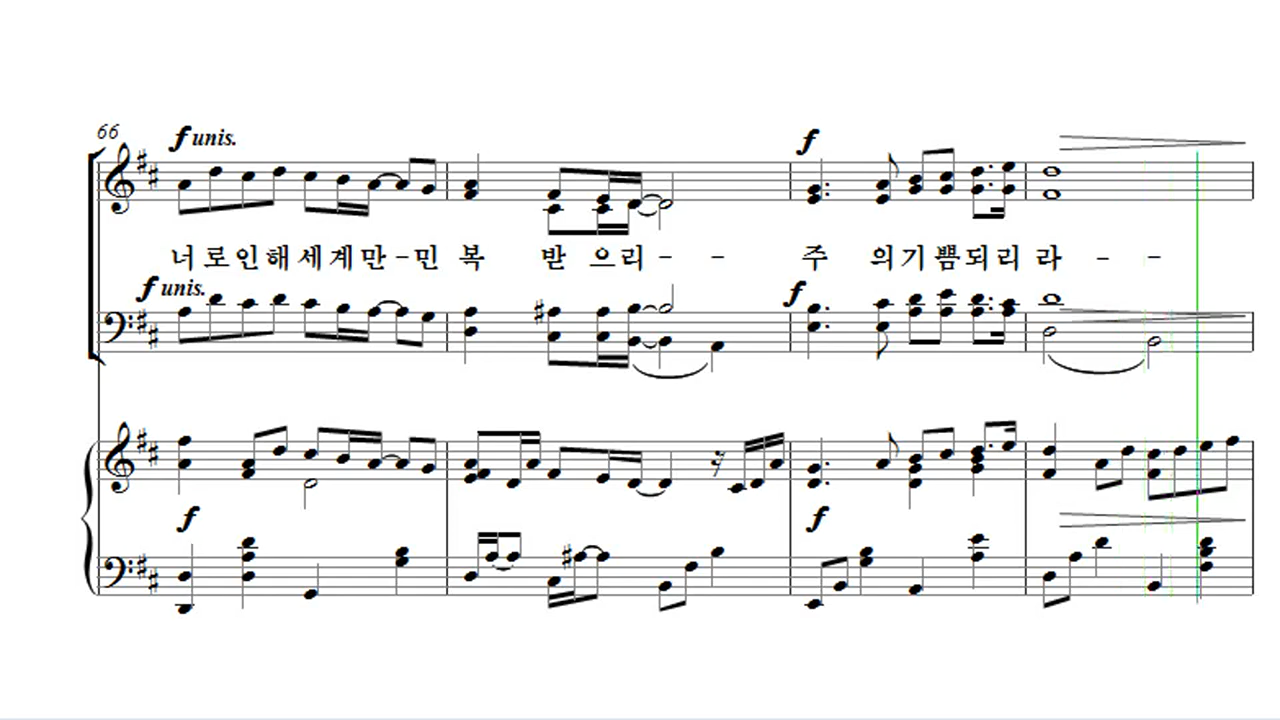 66
f unis.
f
너 로 인 해 세 계 만 - 민 복 받 으 리 - - 주 의 기 쁨 되 리 라 - -
f unis.
f
f
f